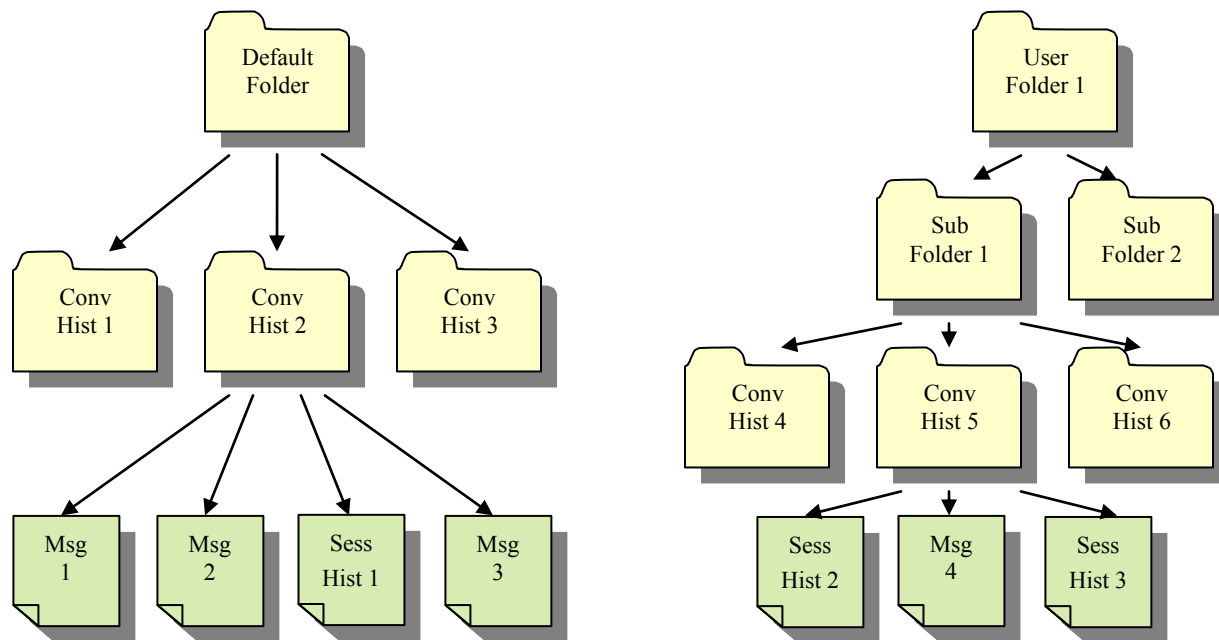 Default
Folder
User
Folder 1
Sub
Folder 1
Sub
Folder 2
Conv
Hist 1
Conv
Hist 2
Conv
Hist 3
Conv
Hist 4
Conv
Hist 5
Conv
Hist 6
Msg
1
Msg
2
Sess
Hist 1
Msg
3
Sess
Hist 2
Msg
4
Sess
Hist 3